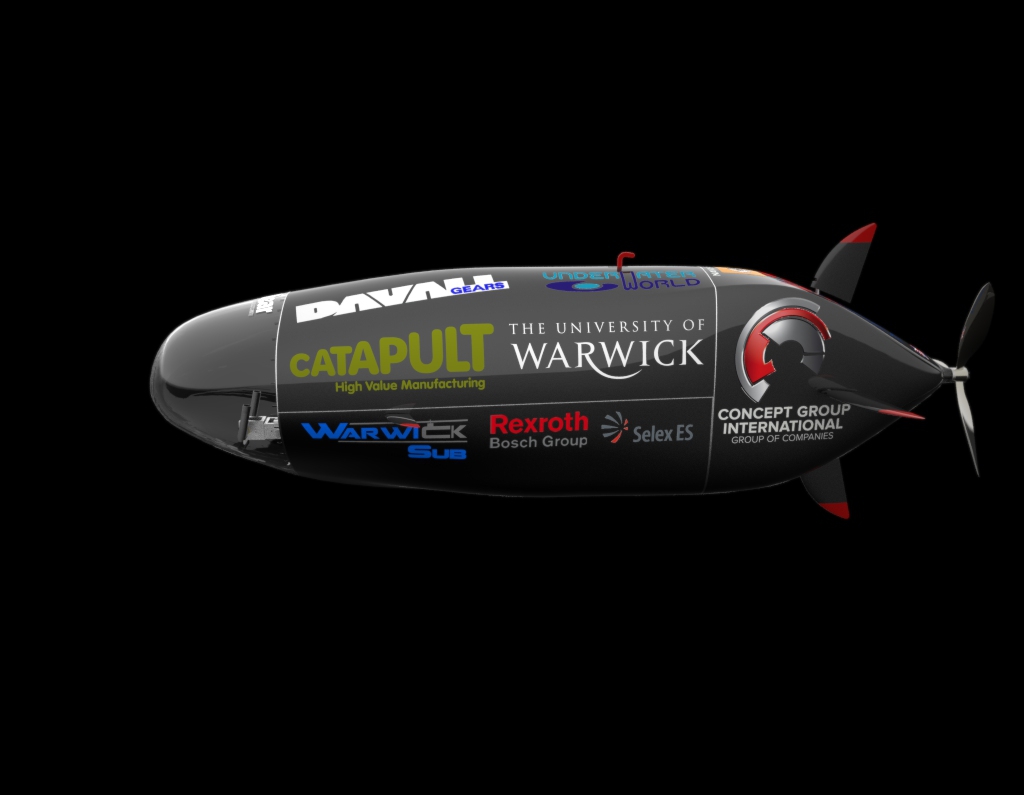 DAVALL
GEARS
UNDERWATER
WORLD
CATAPULT
High Value Manufacturing
THE UNIVERSITY OF
WARWICK
WARWICK
SUB
Rexroth
Bosch Group
Selex ES
CONCEPT GROUP
INTERNATIONAL
GROUP OF COMPANIES